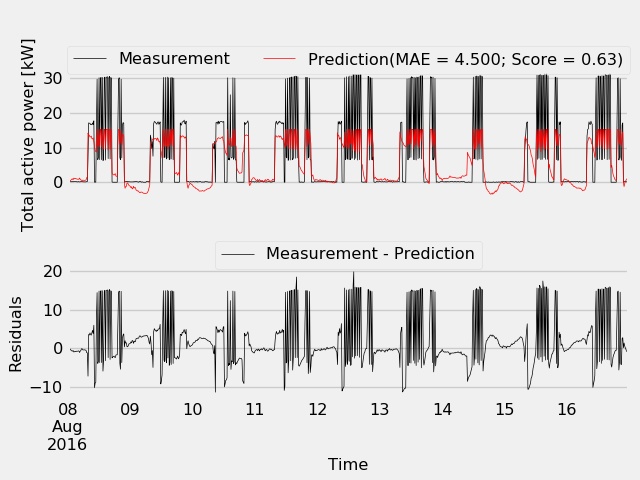 Measurement
Prediction(MAE = 4.500; Score = 0.63)
Total active power [kW]
30
20
10
0
Measurement - Prediction
Residuals
20
10
0
−10
08 09 10 11 12 13 14 15 16
Aug
2016
Time